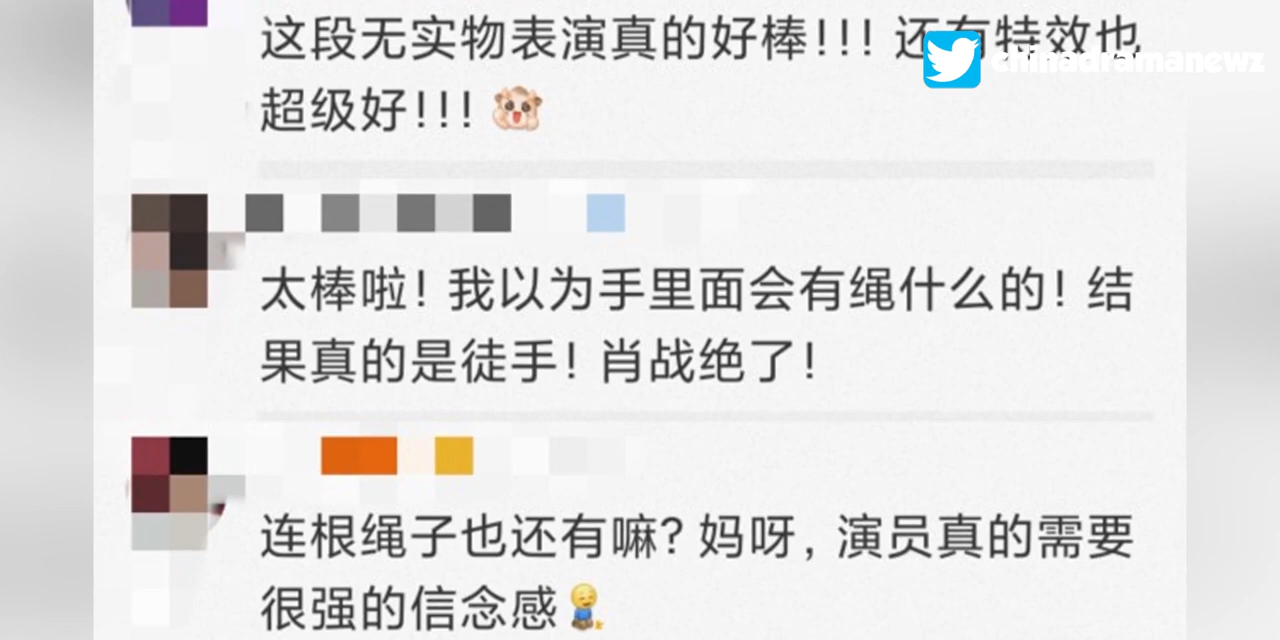 这段无实物表演真的好棒!!! 还有特效也
chinadramanewz
超级好!!!
太棒啦! 我以为手里面会有绳什么的! 结
果真的是徒手! 肖战绝了!
连根绳子也还有嘛? 妈呀, 演员真的需要
很强的信念感